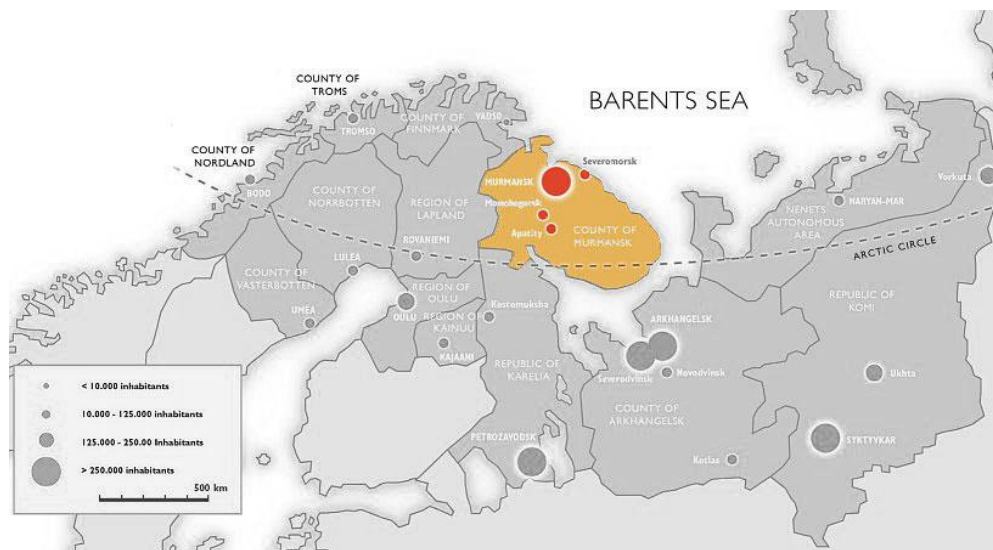 COUNTY OF
TROMS
BARENTS SEA
TROMSO
COUNTY OF
FINNMARK
VADSO
COUNTY OF
NORDLAND
BODO
Severomorsk
MURMANSK
Monchegorsk
Apatity
COUNTY OF
MURMANSK
COUNTY OF
NORRBOTTEN
REGION OF
LAPLAND
ROVANIEMI
Vorkuta
NARYAN-MAR
NENETS
AUTONOMOUS
AREA
ARCTIC CIRCLE
LULEA
COUNTY OF
VASTERBOTTEN
UMEA
REGION OF
OULU
OULU
REGION OF
KAINUU
KAJAANI
Kostomuksha
REPUBLIC OF
KOMI
ARKHANGELSK
Severodvinsk
Novodvinsk
REPUBLIC OF
KARELIA
Ukhta
COUNTY OF
ARKHANGELSK
PETROZAVODSK
SYKTYVKAR
Kotlas
< 10.000 inhabitants
10.000 - 125.000 inhabitants
125.000 - 250.00 Inhabitants
> 250.000 inhabitants
500 km